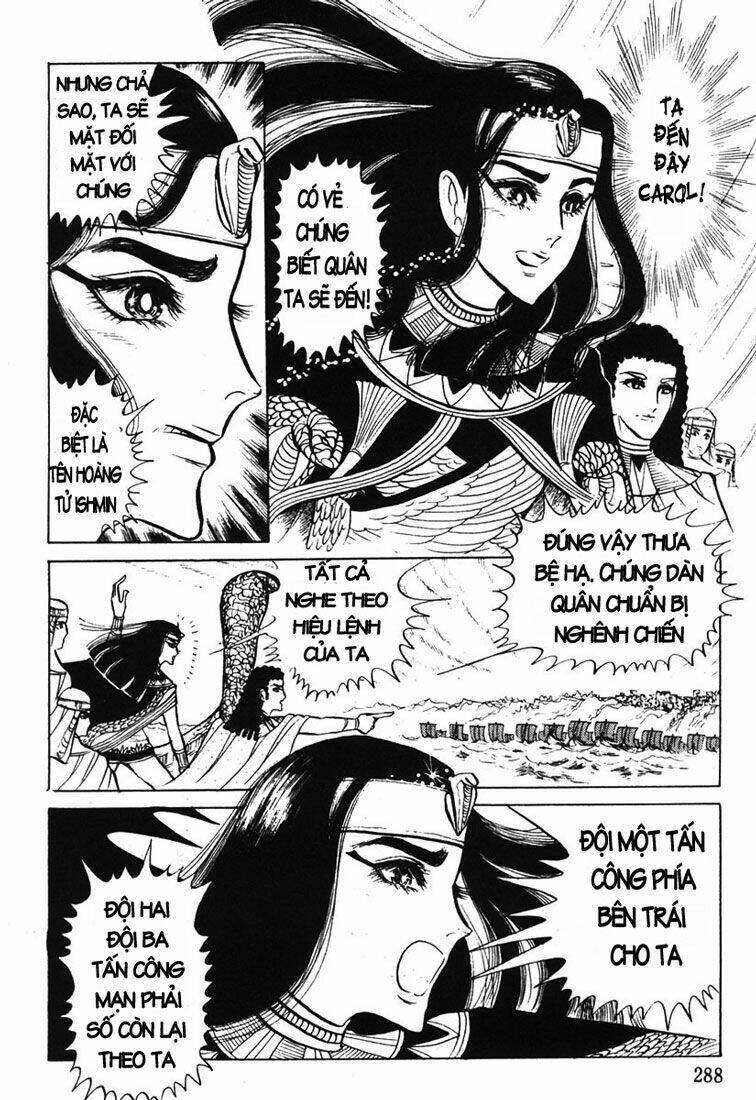 TA
ĐẾN
ĐÂY
CAROL!
CÓ VẺ
CHÚNG
BIẾT QUÂN
TA SẼ ĐẾN!
NHƯNG CHẢ
SAO, TA SẼ
MẶT ĐỐI
MẶT VỚI
CHÚNG
ĐẶC
BIỆT LÀ
TÊN HOÀNG
TỬ ISHMIN
ĐÚNG VẬY THƯA
BỆ HẠ. CHÚNG DÀN
QUÂN CHUẨN BỊ
NGHÊNH CHIẾN
TẤT CẢ
NGHE THEO
HIỆU LỆNH
CỦA TA
ĐỘI MỘT TẤN
CÔNG PHÍA
BÊN TRÁI
CHO TA
ĐỘI HAI
ĐỘI BA
TẤN CÔNG
MẠN PHẢI
SỐ CÒN LẠI
THEO TA
288